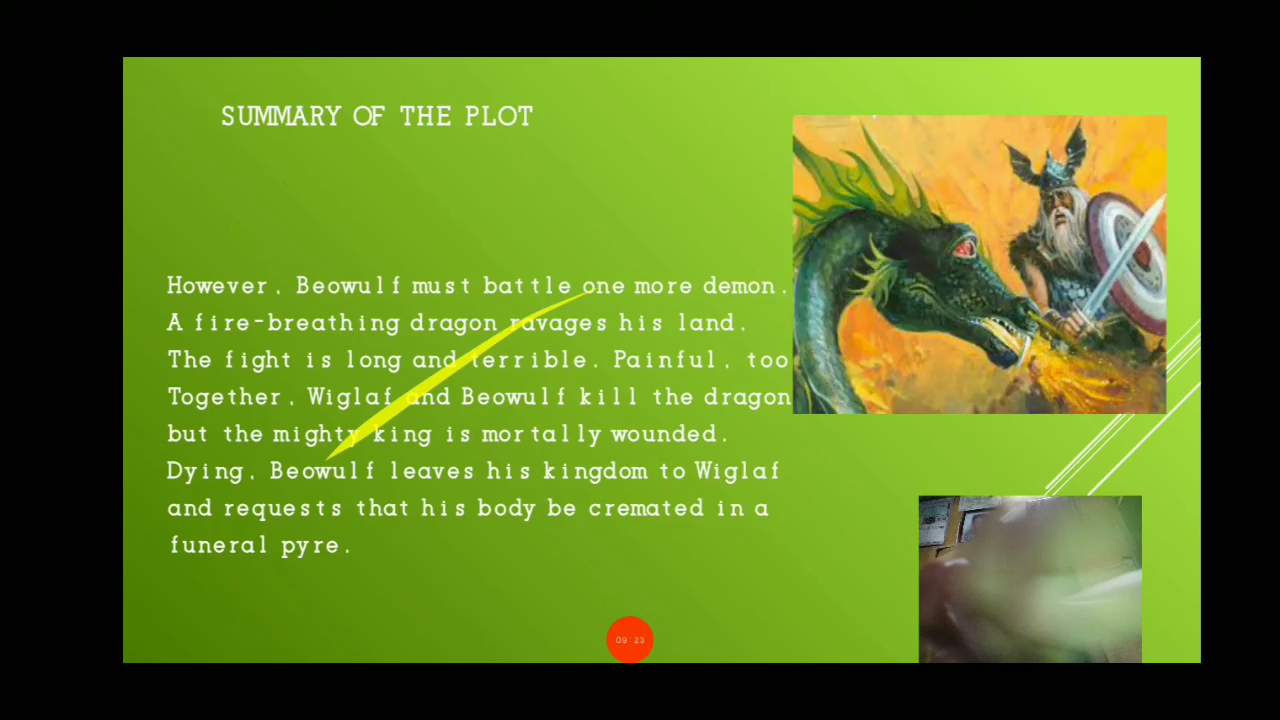 SUMMARY OF THE PLOT
However, Beowulf must battle one more demon.
A fire-breathing dragon ravages his land.
The fight is long and terrible. Painful, too
Together, Wiglaf and Beowulf kill the dragon
but the mighty king is mortally wounded.
Dying, Beowulf leaves his kingdom to Wiglaf
and requests that his body be cremated in a
funeral pyre.
09:23